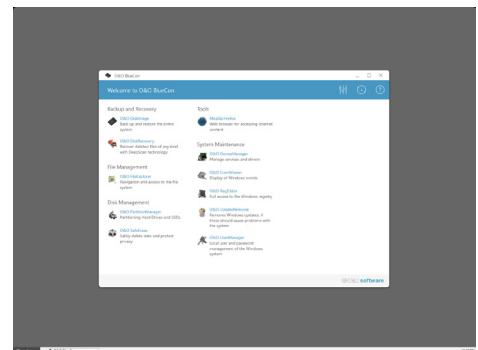 O&O BlueCon
Welcome to O&O BlueCon
Backup and Recovery
O&O DiskImage
Back up and restore the entire
system
O&O DiskRecovery
Recover deleted files of any kind
with DeepScan technology
File Management
O&O FileExplorer
Navigation and access to the file
system
Disk Management
O&O PartitionManager
Partitioning Hard Drives and SSDs
O&O SafeErase
Safely delete data and protect
privacy
Tools
Mozilla Firefox
Web browser for accessing internet
content
System Maintenance
O&O DeviceManager
Manage services and drivers
O&O EventViewer
Display of Windows events
O&O RegEditor
Full access to the Windows registry
O&O UpdateRemover
Removes Windows updates, if
these should cause problems with
the system
O&O UserManager
Local user and password
management of the Windows
system
software